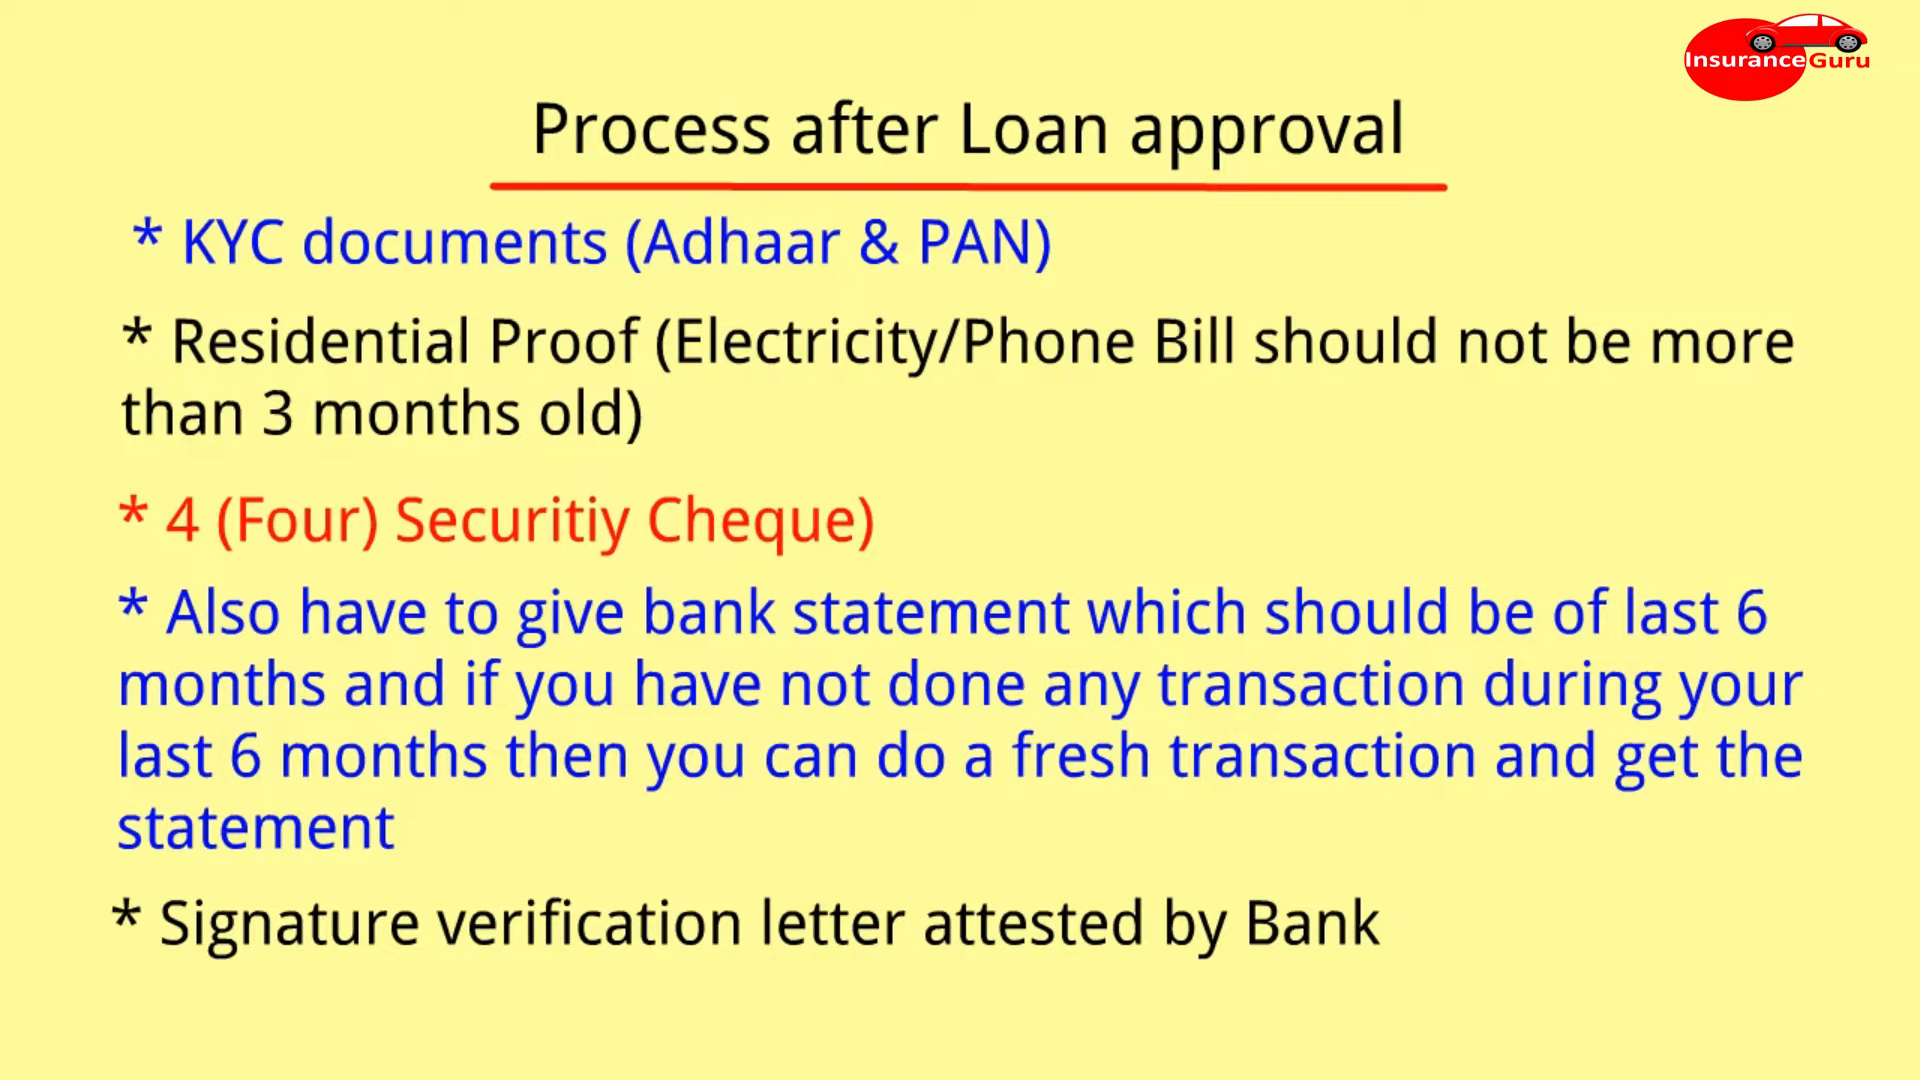 InsuranceGuru
Process after Loan approval
* KYC documents (Adhaar & PAN)
* Residential Proof (Electricity/Phone Bill should not be more
than 3 months old)
* 4 (Four) Securitiy Cheque)
* Also have to give bank statement which should be of last 6
months and if you have not done any transaction during your
last 6 months then you can do a fresh transaction and get the
statement
* Signature verification letter attested by Bank